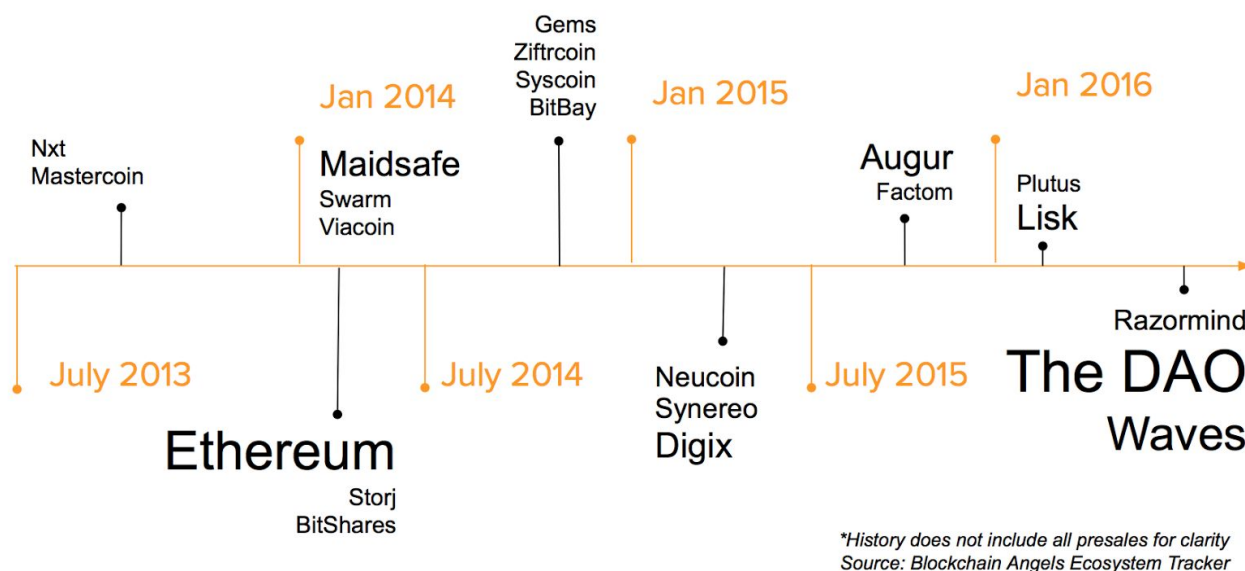 Gems
Ziftrcoin
Syscoin
BitBay
Jan 2014
Jan 2015
Jan 2016
Nxt
Mastercoin
Maidsafe
Swarm
Viacoin
Augur
Factom
Plutus
Lisk
July 2013
July 2014
July 2015
Ethereum
Storj
BitShares
Neucoin
Synereo
Digix
Razormind
The DAO
Waves
*History does not include all presales for clarity
Source: Blockchain Angels Ecosystem Tracker